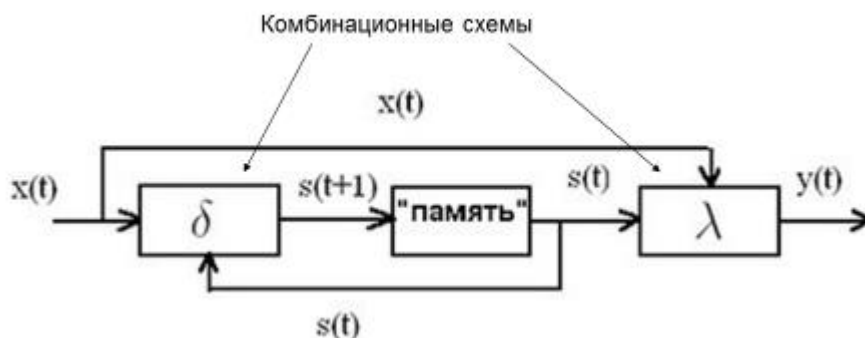 Комбинационные схемы
x(t)
x(t)
s(t+1)
s(t)
y(t)
δ
"память"
λ
s(t)